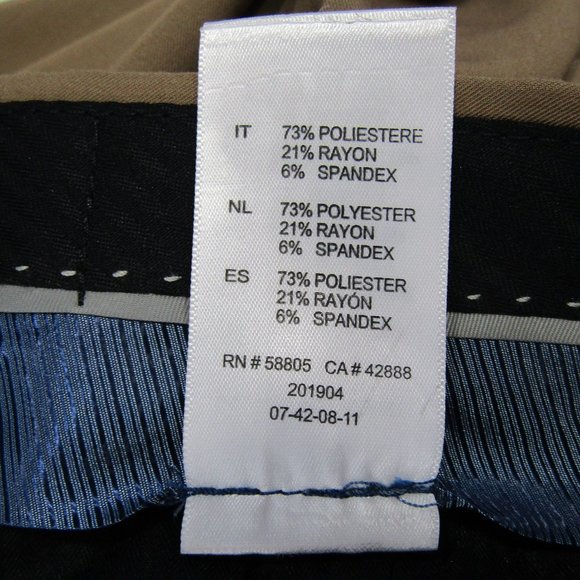 IT 73% POLIESTERE
21% RAYON
6% SPANDEX
NL 73% POLYESTER
21% RAYON
6% SPANDEX
ES 73% POLIESTER
21% RAYÓN
6% SPANDEX
RN # 58805 CA # 42888
201904
07-42-08-11